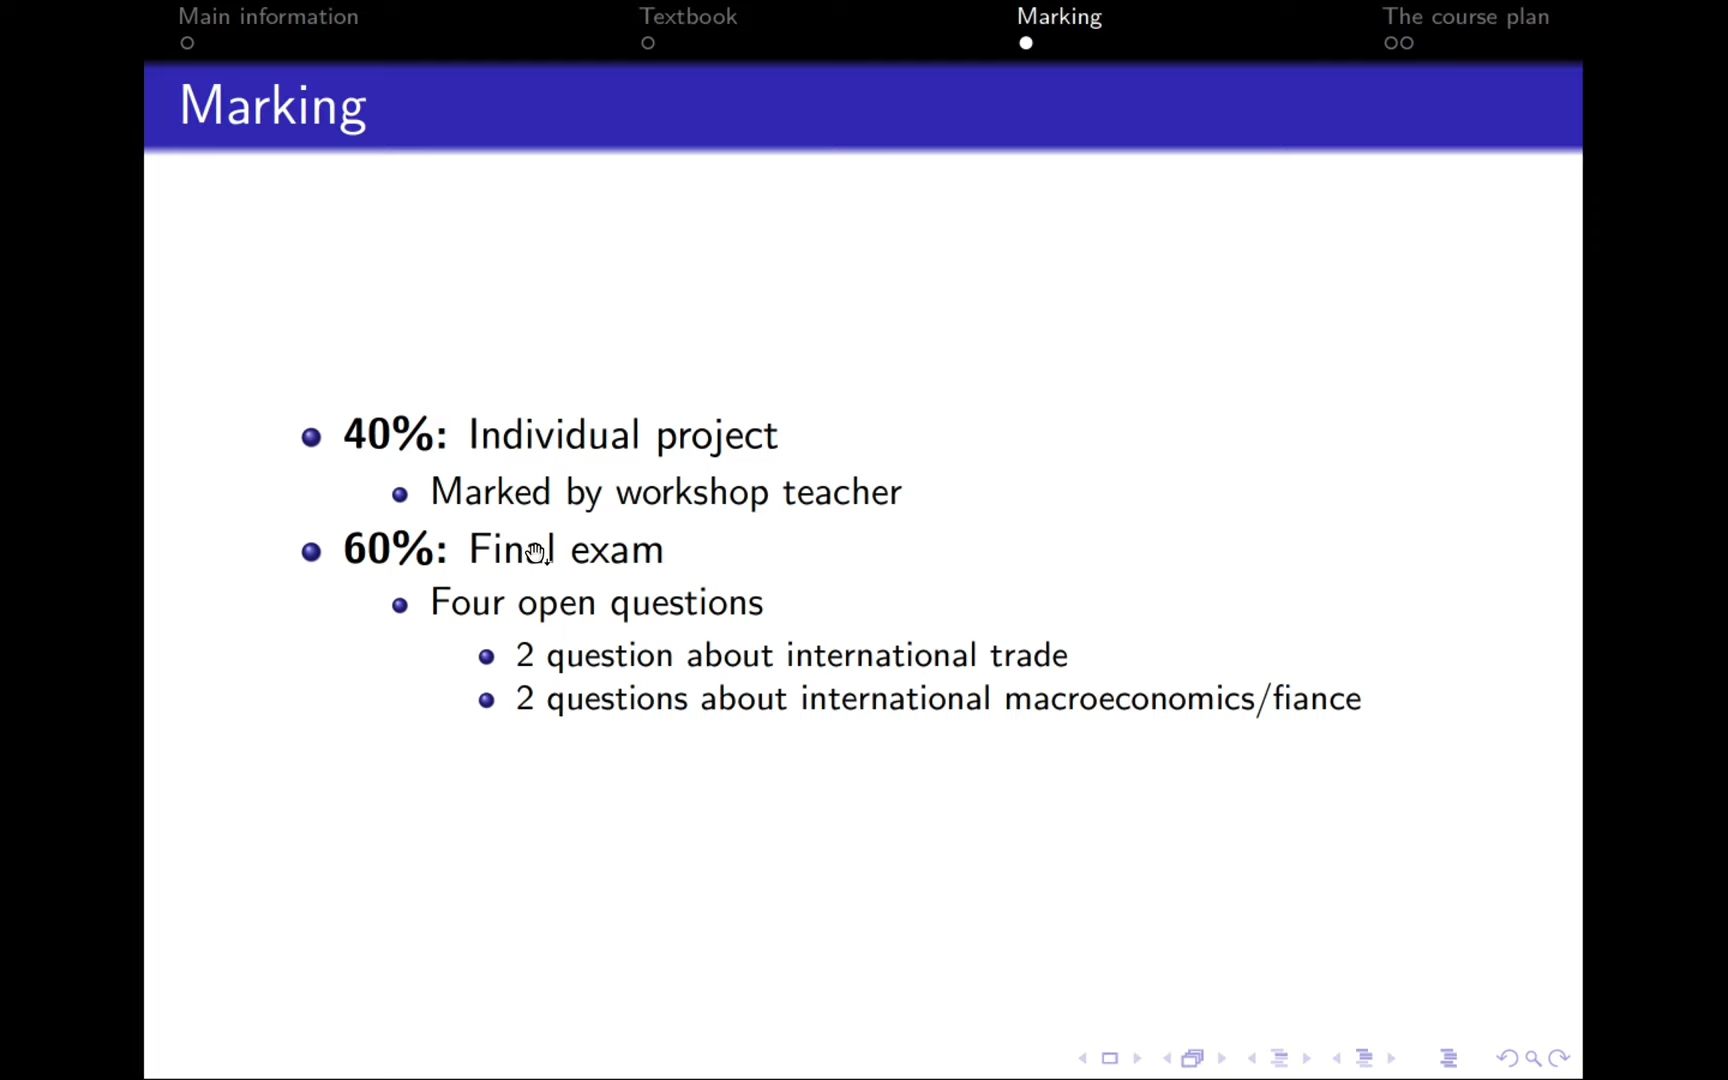 Main information
Textbook
Marking
The course plan
Marking
40%: Individual project
Marked by workshop teacher
60%: Final exam
Four open questions
2 question about international trade
2 questions about international macroeconomics/fiance